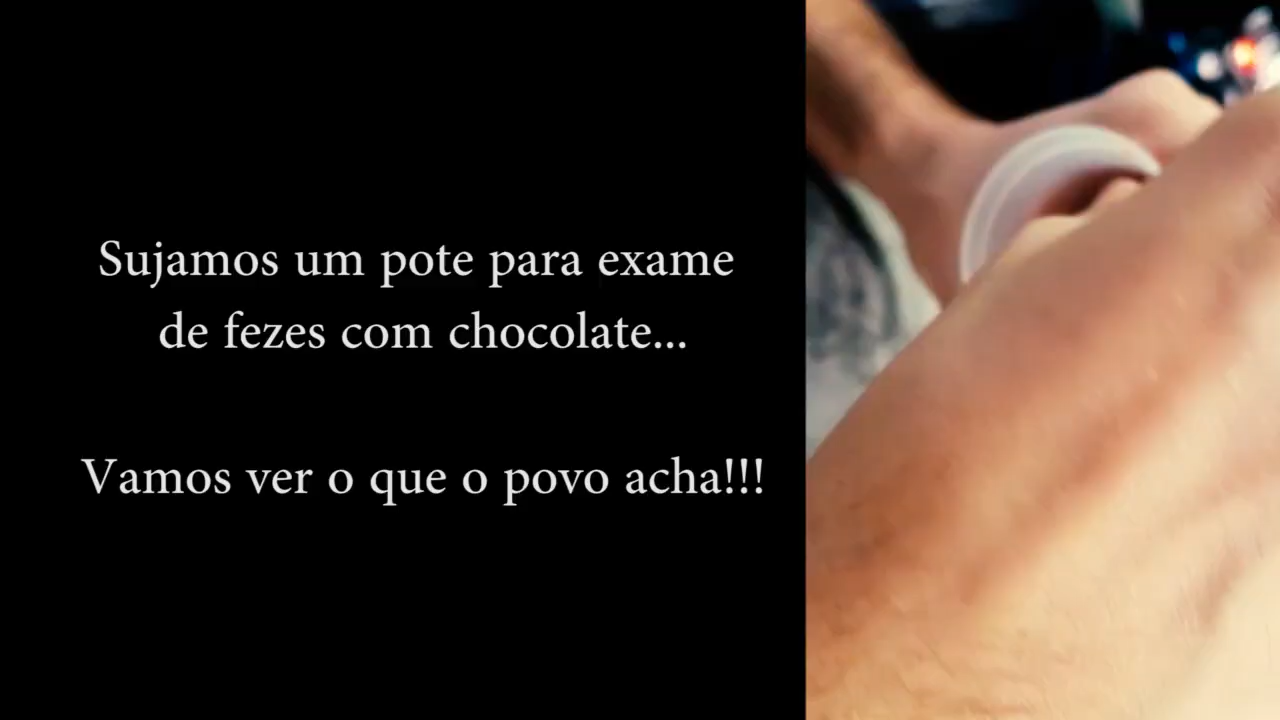 Sujamos um pote para exame
de fezes com chocolate...
Vamos ver o que o povo acha!!!